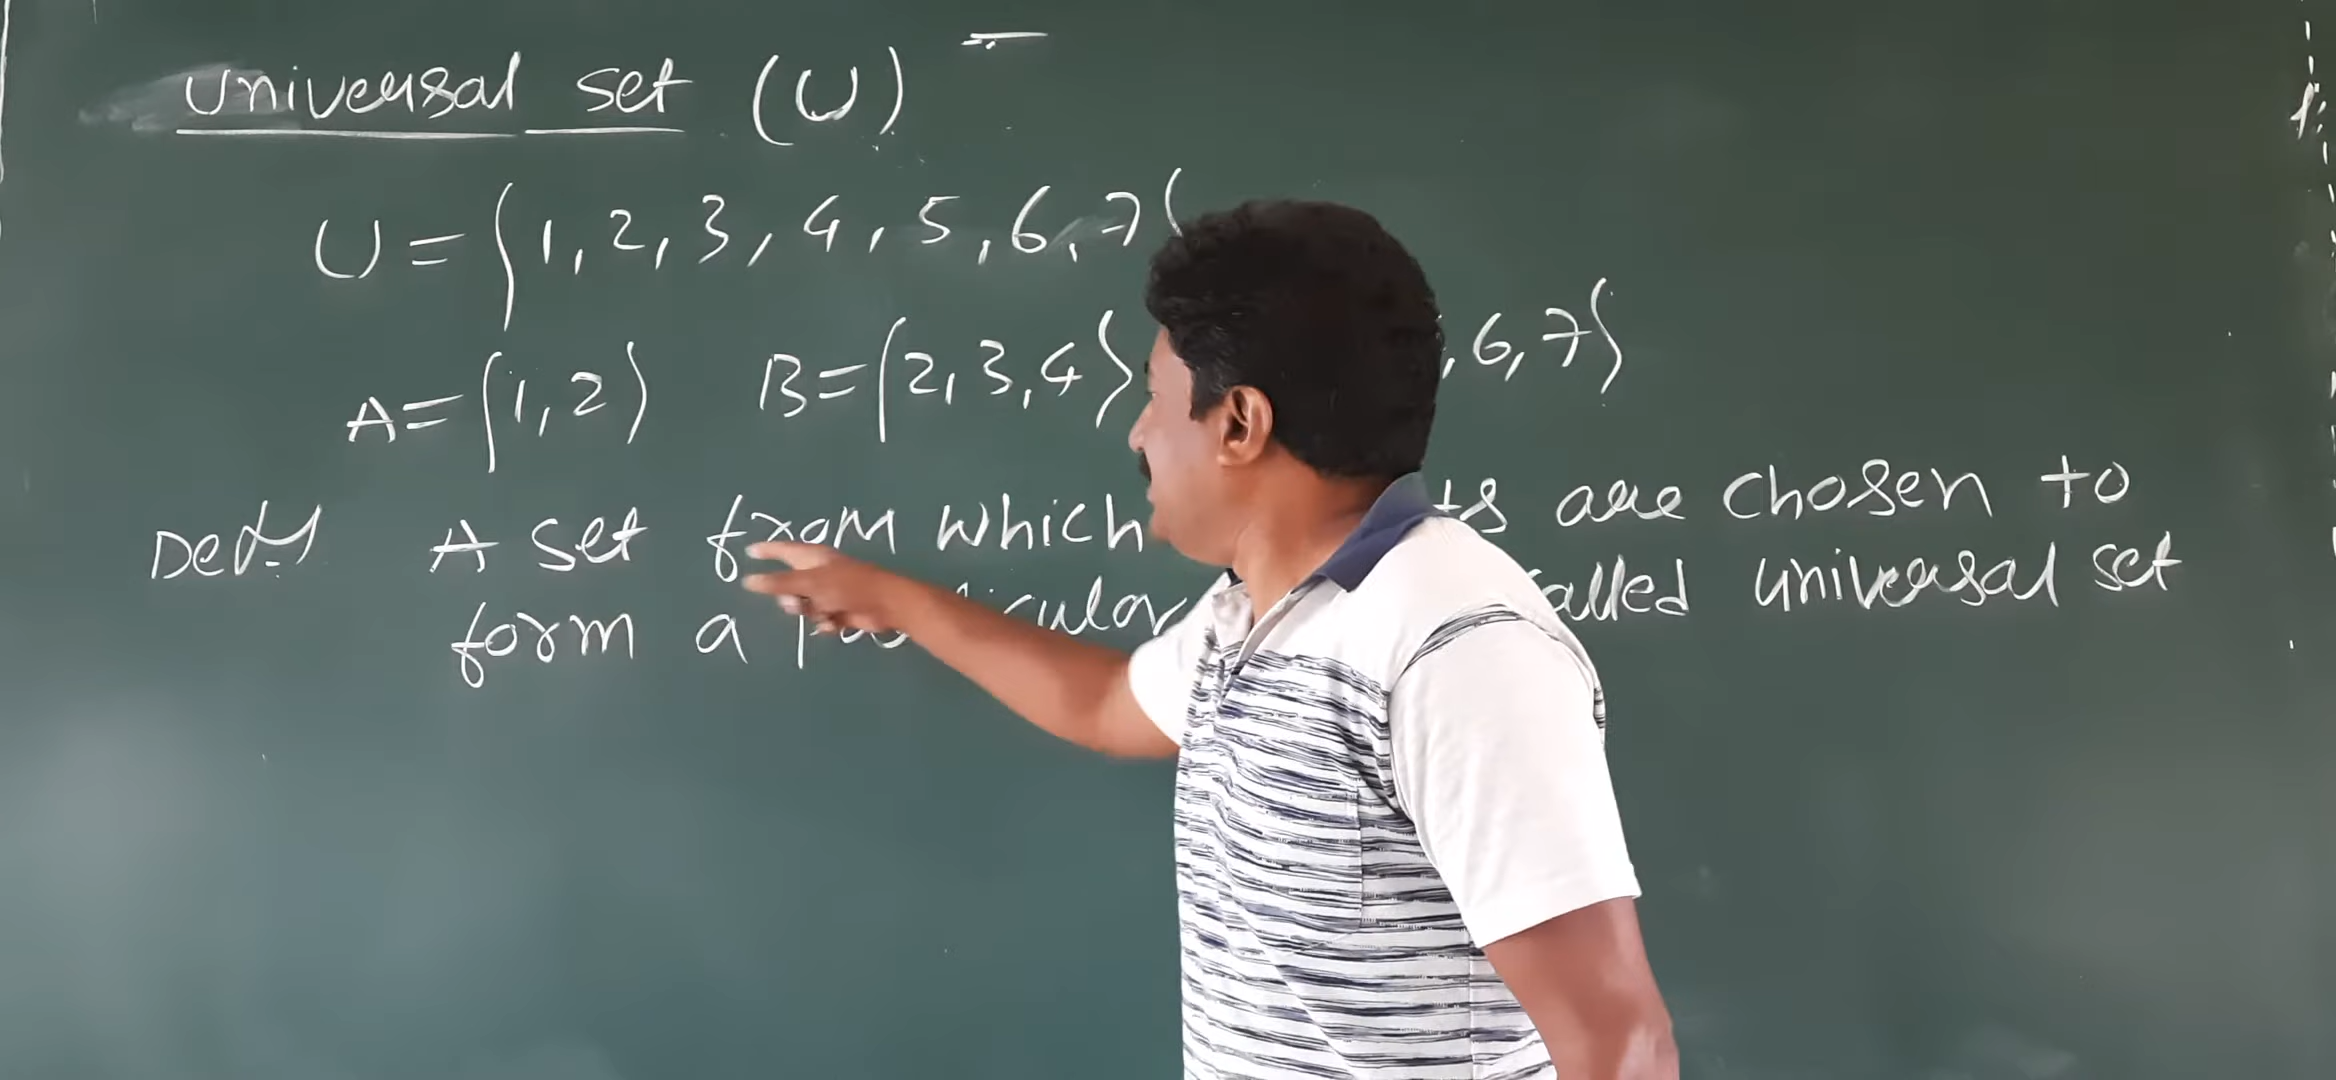 Universal set (U)
U = {1, 2, 3, 4, 5, 6, 7}
A = {1, 2} B = {2, 3, 4} , 6, 7}
Defn A set from which are chosen to
form a called universal set